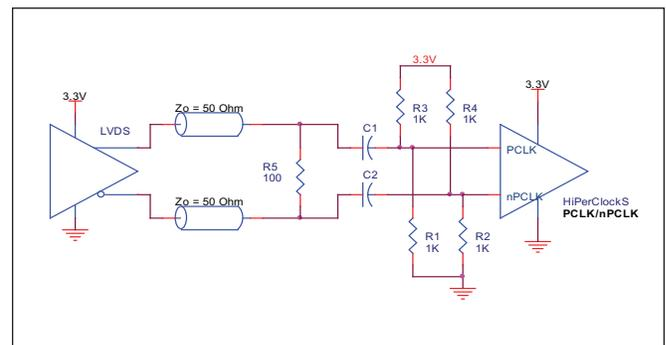 3.3V
3.3V
3.3V
Zo = 50 Ohm
LVDS
R3
1K
R4
1K
C1
PCLK
R5
100
C2
nPCLK
Zo = 50 Ohm
HiPerClockS
PCLK/nPCLK
R1
1K
R2
1K